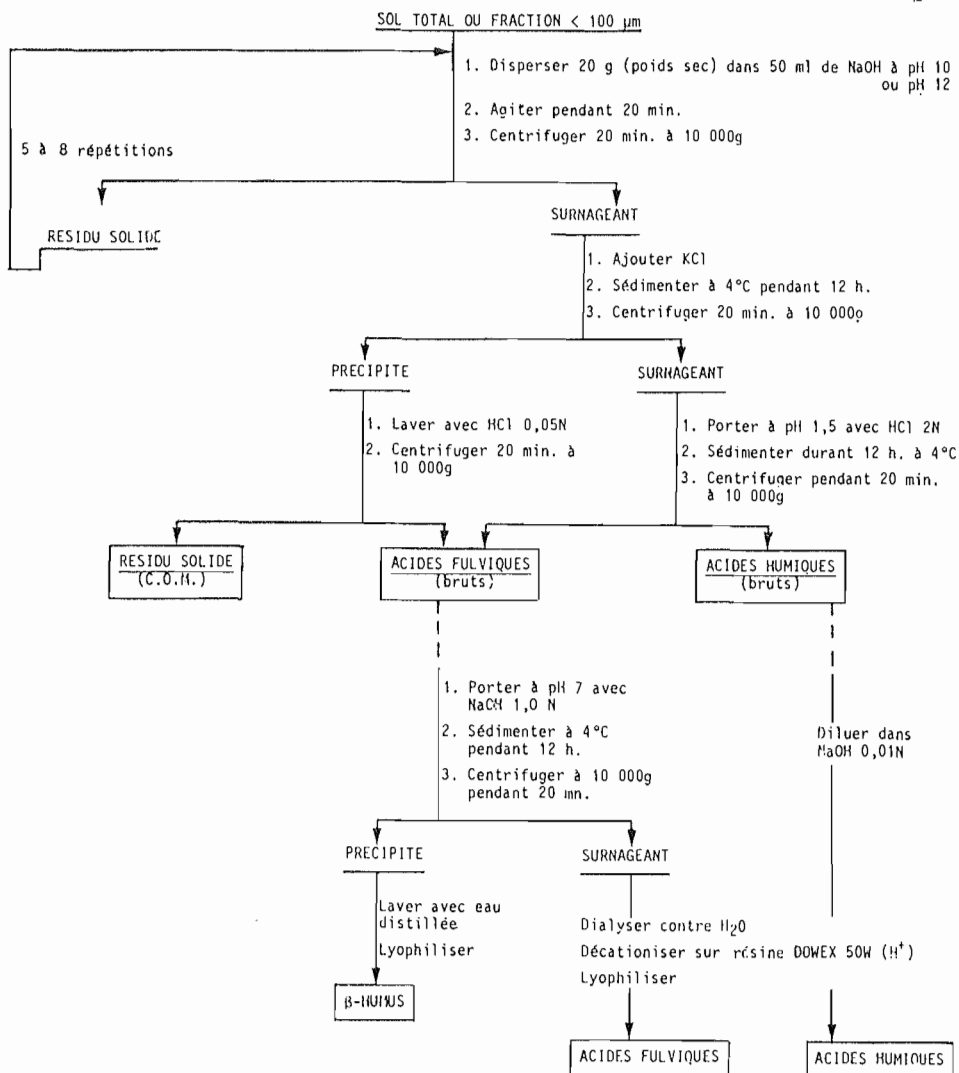 SOL TOTAL OU FRACTION < 100 µm
1. Disperser 20 g (poids sec) dans 50 ml de NaOH à pH 10
ou pH 12
2. Agiter pendant 20 min.
3. Centrifuger 20 min. à 10 000g
5 à 8 répétitions
RESIDU SOLIDE
SURNAGEANT
1. Ajouter KCl
2. Sédimenter à 4°C pendant 12 h.
3. Centrifuger 20 min. à 10 000g
PRECIPITE
SURNAGEANT
1. Laver avec HCl 0,05N
2. Centrifuger 20 min. à
10 000g
1. Porter à pH 1,5 avec HCl 2N
2. Sédimenter durant 12 h. à 4°C
3. Centrifuger pendant 20 min.
à 10 000g
RESIDU SOLIDE
(C.O.M.)
ACIDES FULVIQUES
(bruts)
ACIDES HUMIQUES
(bruts)
1. Porter à pH 7 avec
NaOH 1,0 N
2. Sédimenter à 4°C
pendant 12 h.
3. Centrifuger à 10 000g
pendant 20 mn.
Diluer dans
NaOH 0,01N
PRECIPITE
SURNAGEANT
Laver avec eau
distillée
Lyophiliser
Dialyser contre H₂O
Décationiser sur résine DOWEX 50W (H⁺)
Lyophiliser
β-HUMUS
ACIDES FULVIQUES
ACIDES HUMIQUES